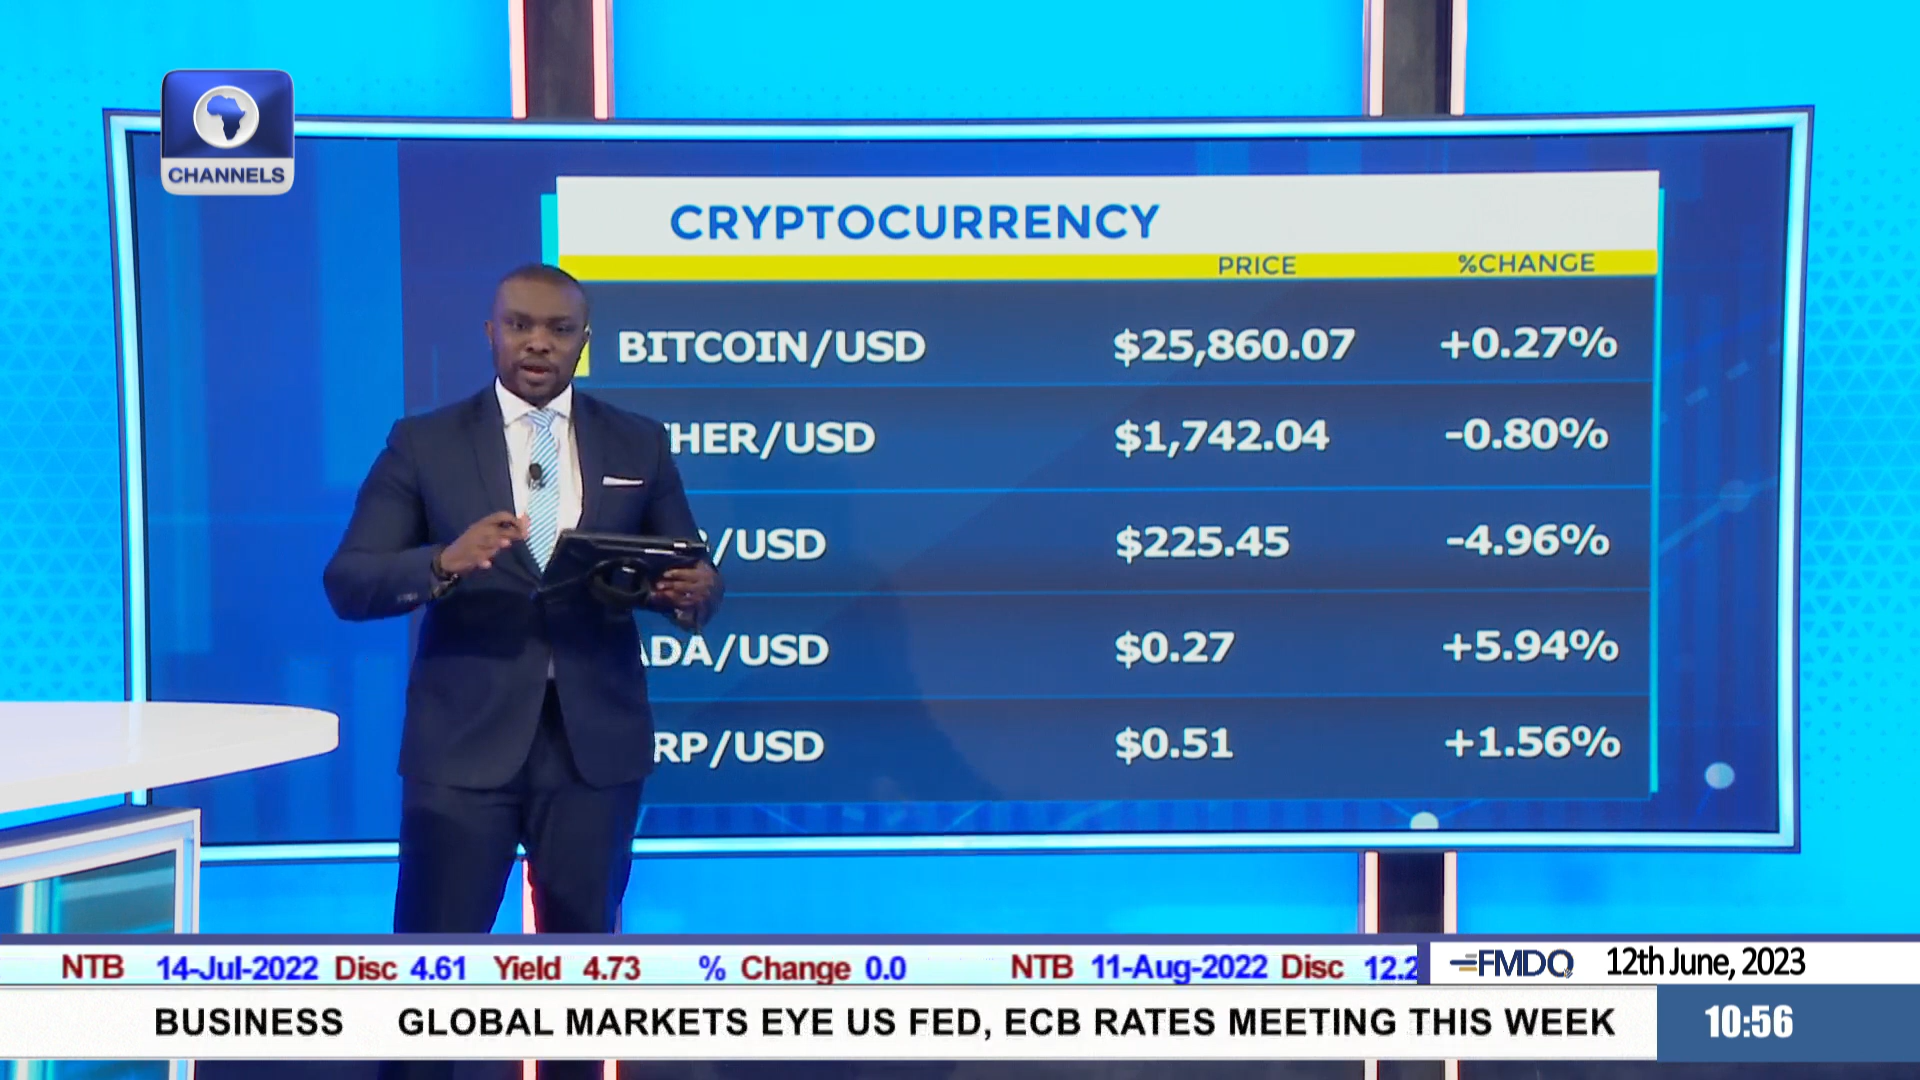 CHANNELS
CRYPTOCURRENCY
PRICE %CHANGE
BITCOIN/USD $25,860.07 +0.27%
HER/USD $1,742.04 -0.80%
/USD $225.45 -4.96%
ADA/USD $0.27 +5.94%
RP/USD $0.51 +1.56%
NTB 14-Jul-2022 Disc 4.61 Yield 4.73 % Change 0.0 NTB 11-Aug-2022 Disc 12.2
FMDQ 12th June, 2023
BUSINESS GLOBAL MARKETS EYE US FED, ECB RATES MEETING THIS WEEK
10:56